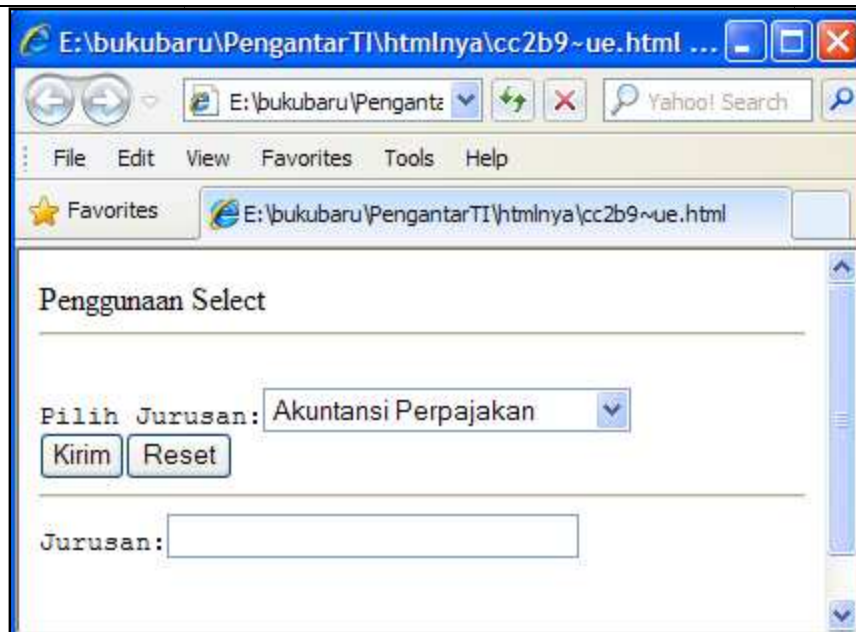 E:\bukubaru\PengantarTI\htmlnya\cc2b9~ue.html ...
E:\bukubaru\Penganta Yahoo! Search
File Edit View Favorites Tools Help
Favorites E:\bukubaru\PengantarTI\htmlnya\cc2b9~ue.html
Penggunaan Select
Pilih Jurusan: Akuntansi Perpajakan
Kirim Reset
Jurusan: